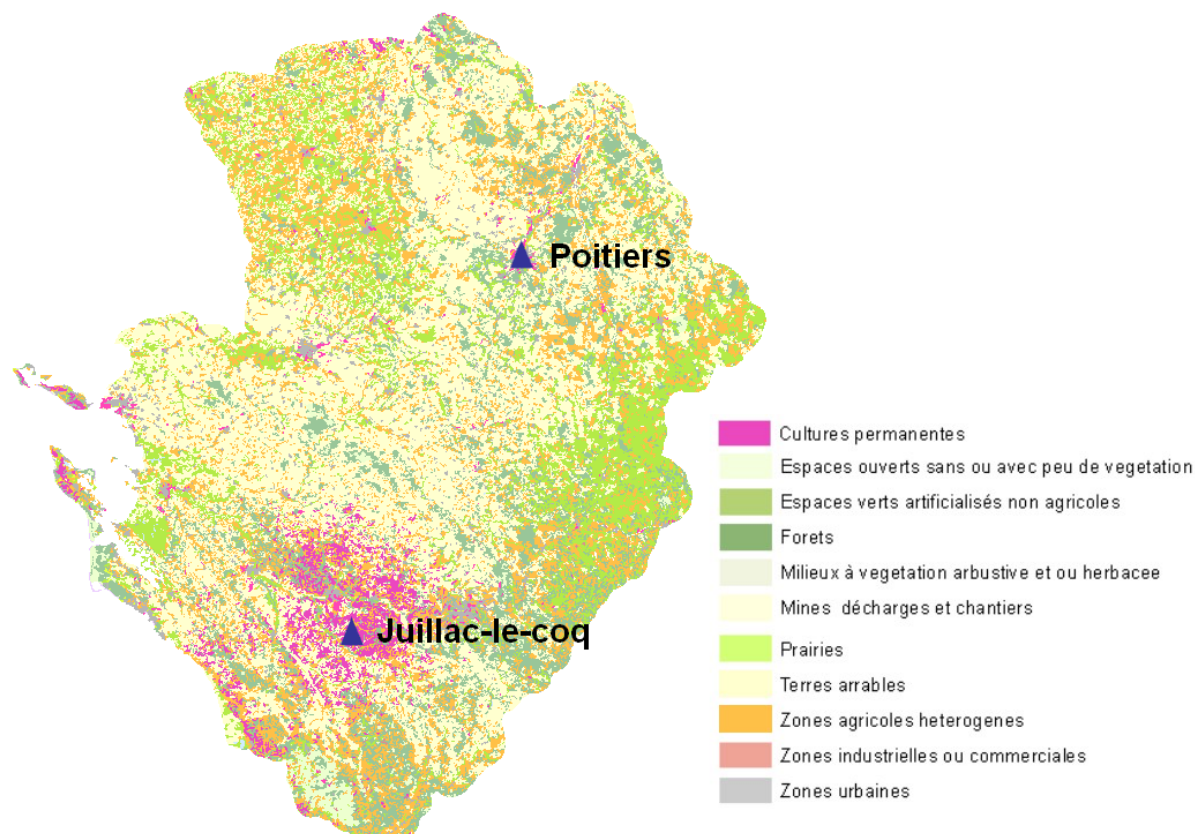 Poitiers
Juillac-le-coq
Cultures permanentes
Espaces ouverts sans ou avec peu de vegetation
Espaces verts artificialisés non agricoles
Forets
Milieux à vegetation arbustive et ou herbacee
Mines décharges et chantiers
Prairies
Terres arrables
Zones agricoles heterogenes
Zones industrielles ou commerciales
Zones urbaines